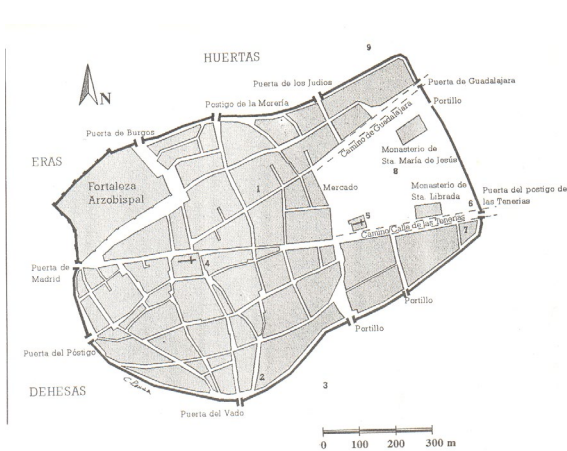 9
HUERTAS
Puerta de los Judíos
Puerta de Guadalajara
N
Postigo de la Morería
Portillo
Puerta de Burgos
Camino de Guadalajara
Monasterio de
Sta. María de Jesús
ERAS
8
Fortaleza
Arzobispal
1
Mercado
Monasterio de
Sta. Librada
Puerta del postigo de
las Tenerías
6
5
Camino Calle de las Tenerías
7
4
Puerta de
Madrid
Portillo
Portillo
Puerta del Póstigo
2
3
DEHESAS
Puerta del Vado
0 100 200 300 m